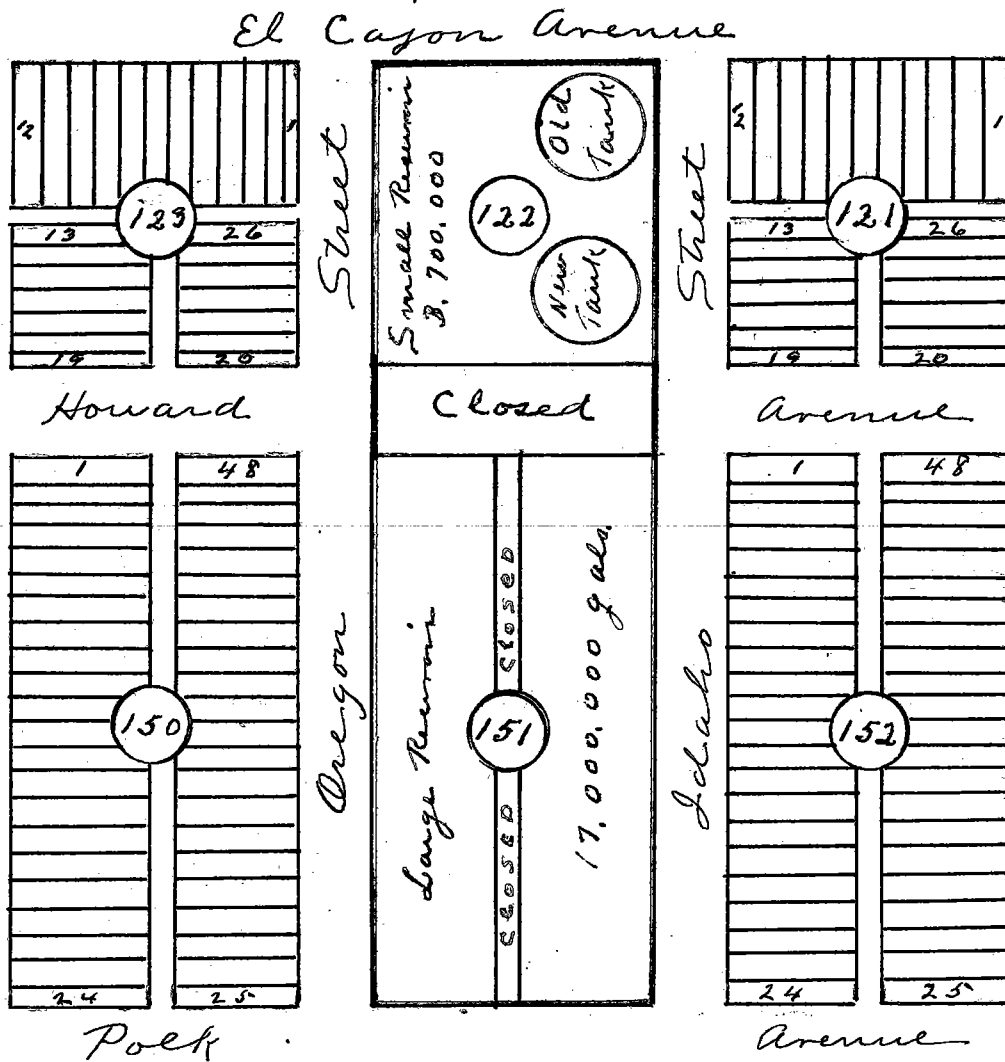 El Cajon Avenue
12
1
123
13
26
19
20
Street
Small Reservoir
3.700.000
Old
Tank
122
New
Tank
Street
12
1
121
13
26
19
20
Howard
Closed
Avenue
1
48
150
24
25
Oregon
Large Reservoir
CLOSED
151
CLOSED
17.000.000 gals.
Idaho
1
48
152
24
25
Polk
Avenue